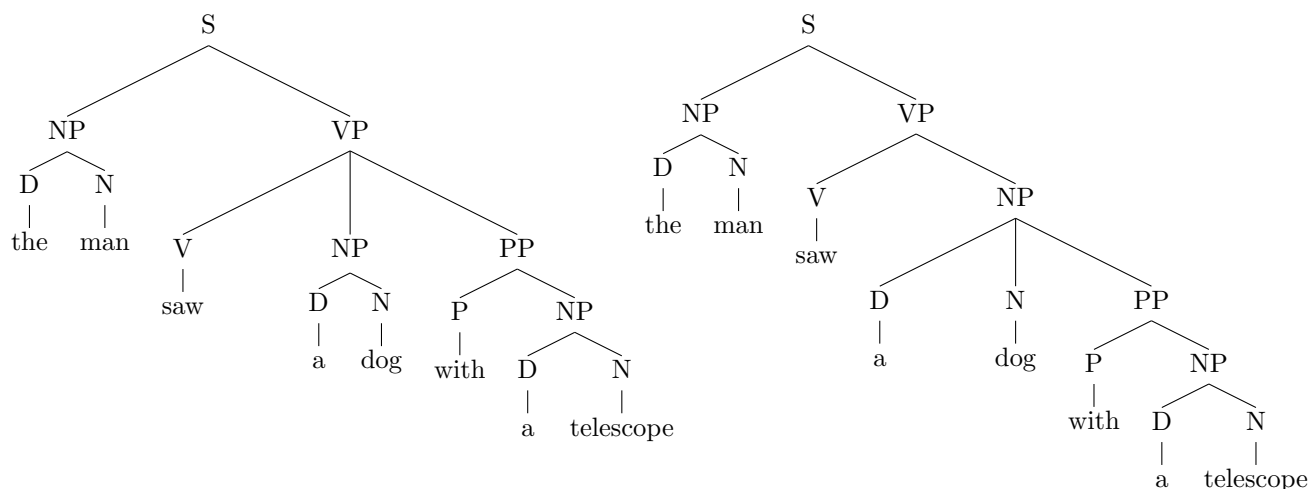 S
NP VP
D N
the man
V NP PP
saw
D N
a dog
P NP
with
D N
a telescope
S
NP VP
D N
the man
V NP
saw
D N PP
a dog
P NP
with
D N
a telescope